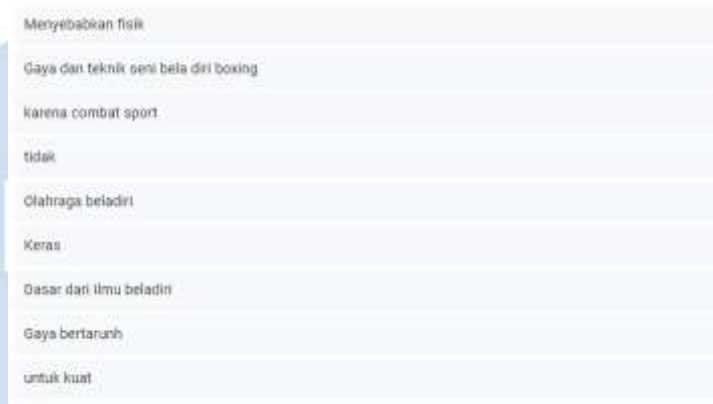 Menyebabkan fisik
Gaya dan teknik seni bela diri boxing
karena combat sport
tidak
Olahraga beladiri
Keras
Dasar dari ilmu beladiri
Gaya bertarunh
untuk kuat